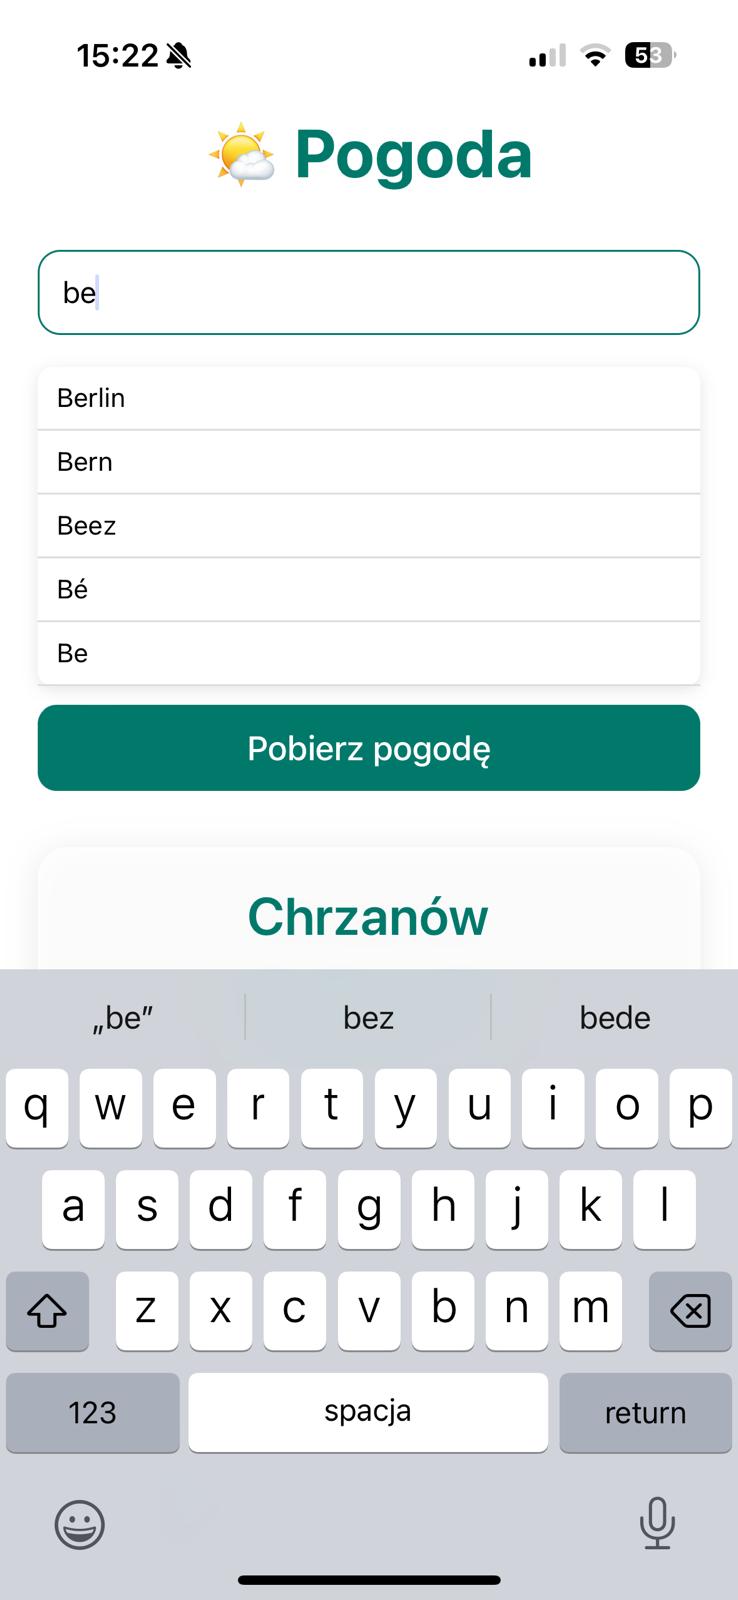 15:22
53
Pogoda
be
Berlin
Bern
Beez
Bé
Be
Pobierz pogodę
Chrzanów
„be” bez bede
q w e r t y u i o p
a s d f g h j k l
z x c v b n m
123 spacja return